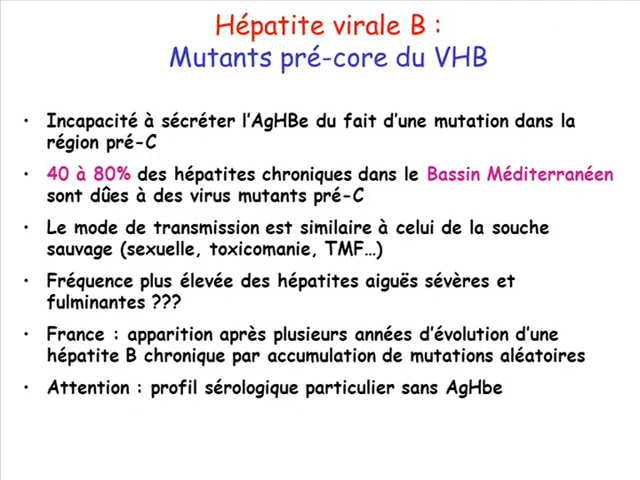 Hépatite virale B :
Mutants pré-core du VHB
• Incapacité à sécréter l'AgHBe du fait d'une mutation dans la
région pré-C
• 40 à 80% des hépatites chroniques dans le Bassin Méditerranéen
sont dûes à des virus mutants pré-C
• Le mode de transmission est similaire à celui de la souche
sauvage (sexuelle, toxicomanie, TMF…)
• Fréquence plus élevée des hépatites aiguës sévères et
fulminantes ???
• France : apparition après plusieurs années d'évolution d'une
hépatite B chronique par accumulation de mutations aléatoires
• Attention : profil sérologique particulier sans AgHbe